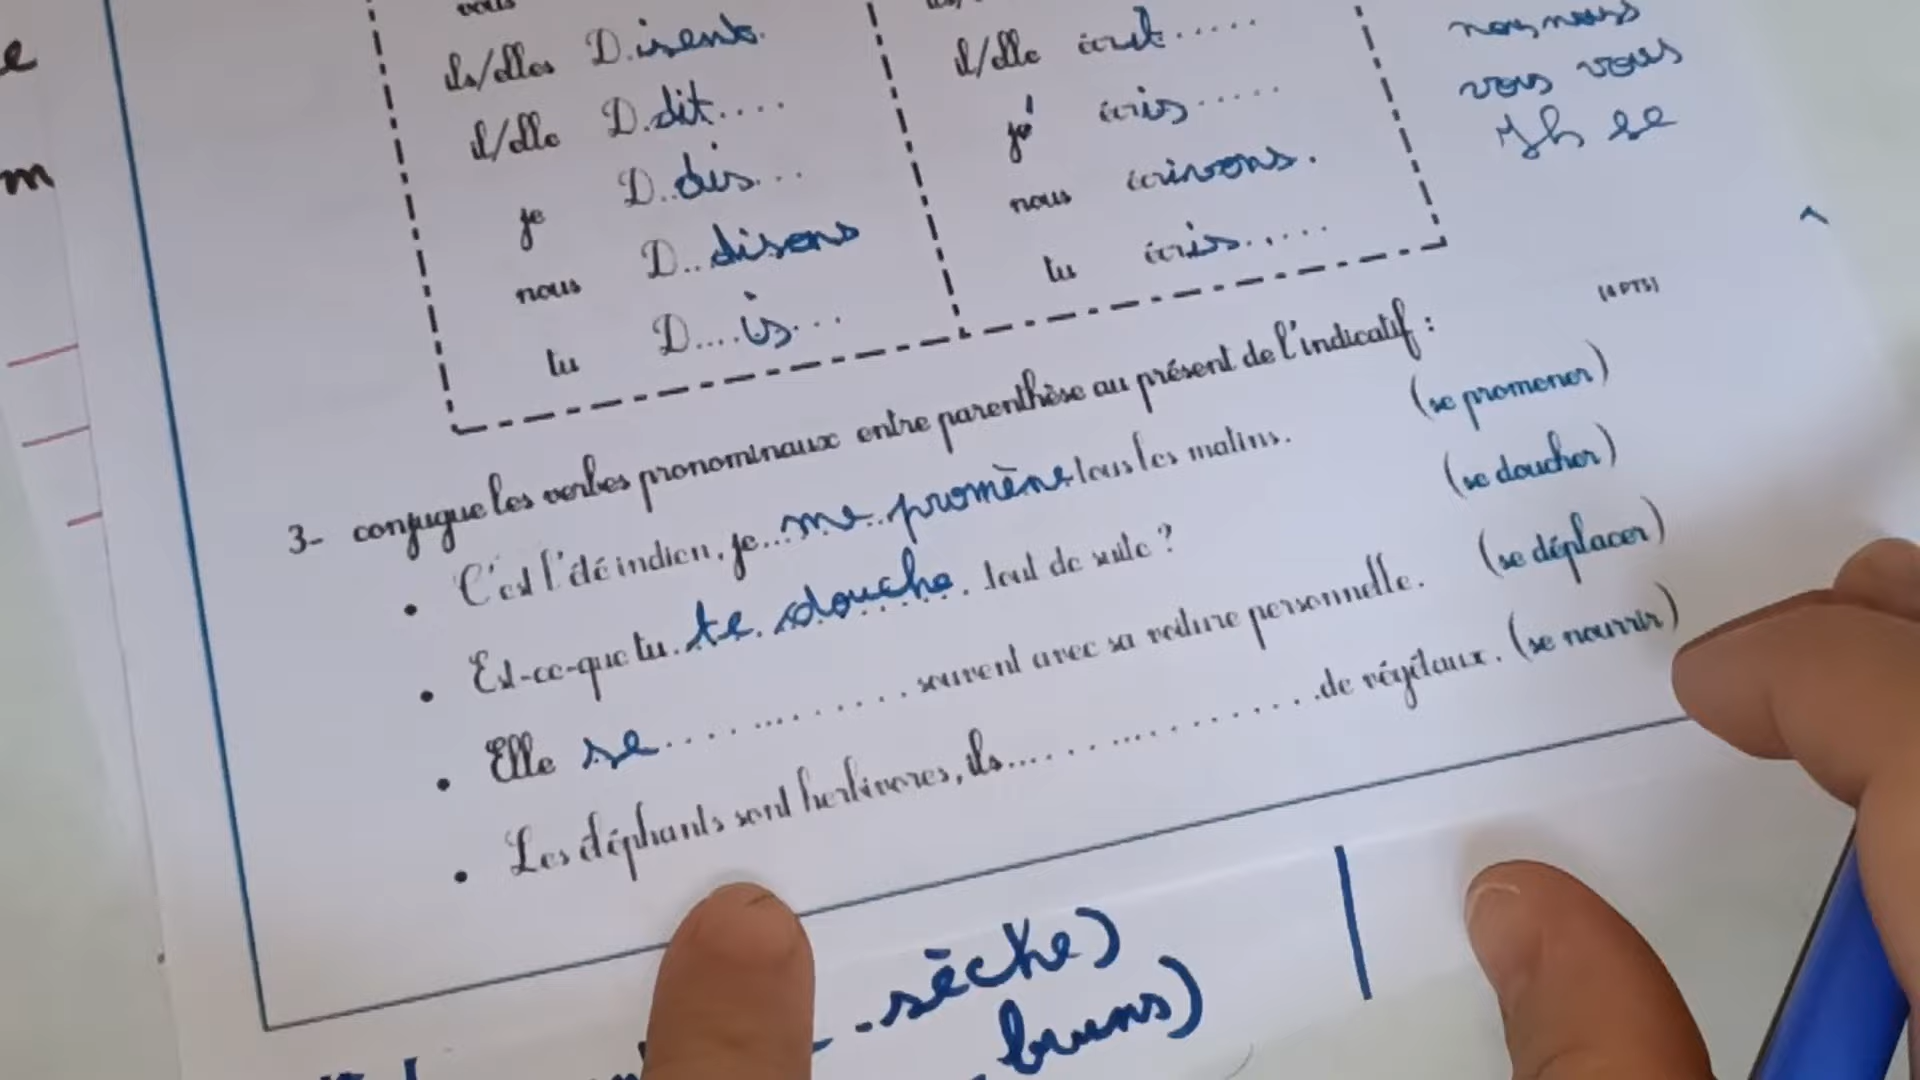 e
m
vous
ils/elles D.isent.
il/elle D.dit....
je D..dis...
nous D..disons
tu D....is...
il/elle écrit.....
j' écris.....
nous écrivons.
tu écris.....
nous nous
vous vous
Ils se
(4 PTS)
3- conjugue les verbes pronominaux entre parenthèse au présent de l'indicatif :
• C'est l'été indien, je...me..promène tous les matins. (se promener)
• Est-ce-que tu.te.douche.......tout de suite ? (se doucher)
• Elle se.............souvent avec sa voiture personnelle. (se déplacer)
• Les éléphants sont herbivores, ils.................de végétaux. (se nourrir)
sèche)
bruns)